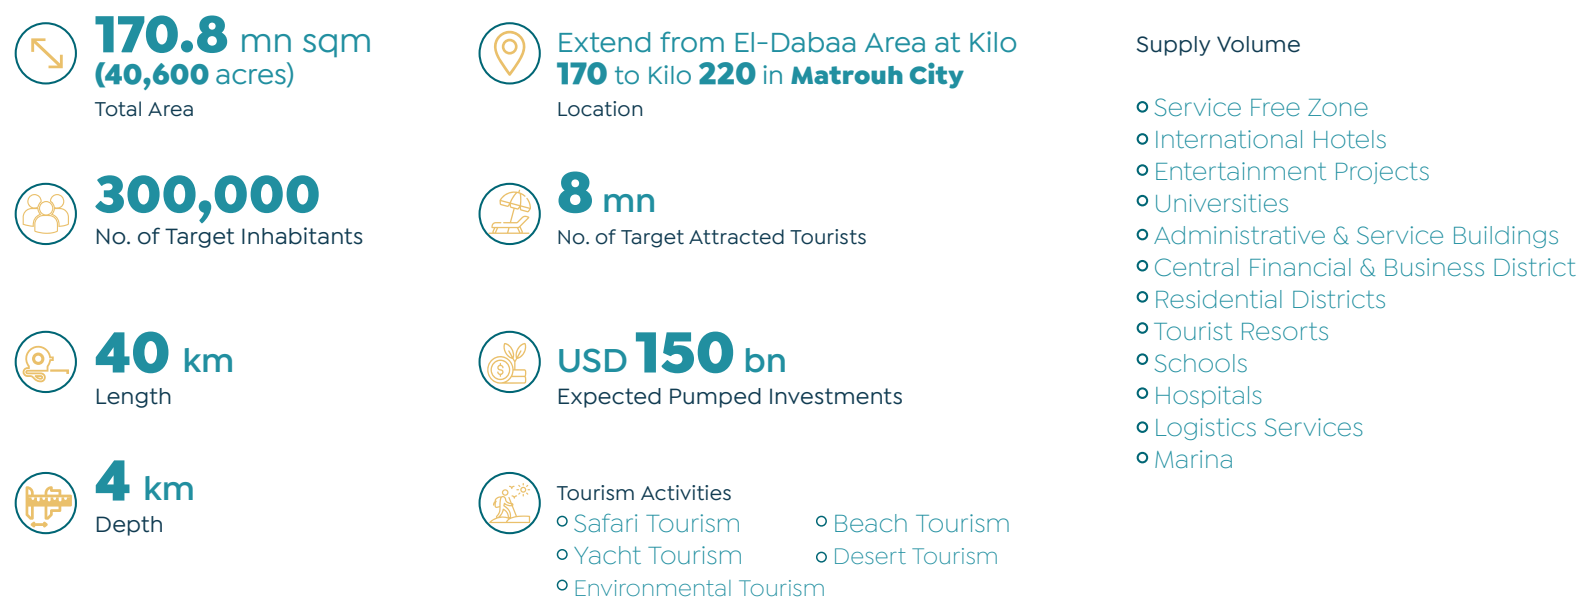 170.8 mn sqm
(40,600 acres)
Total Area
300,000
No. of Target Inhabitants
40 km
Length
4 km
Depth
Extend from El-Dabaa Area at Kilo
170 to Kilo 220 in Matrouh City
Location
8 mn
No. of Target Attracted Tourists
USD 150 bn
Expected Pumped Investments
Tourism Activities
Safari Tourism
Yacht Tourism
Environmental Tourism
Beach Tourism
Desert Tourism
Supply Volume
Service Free Zone
International Hotels
Entertainment Projects
Universities
Administrative & Service Buildings
Central Financial & Business District
Residential Districts
Tourist Resorts
Schools
Hospitals
Logistics Services
Marina